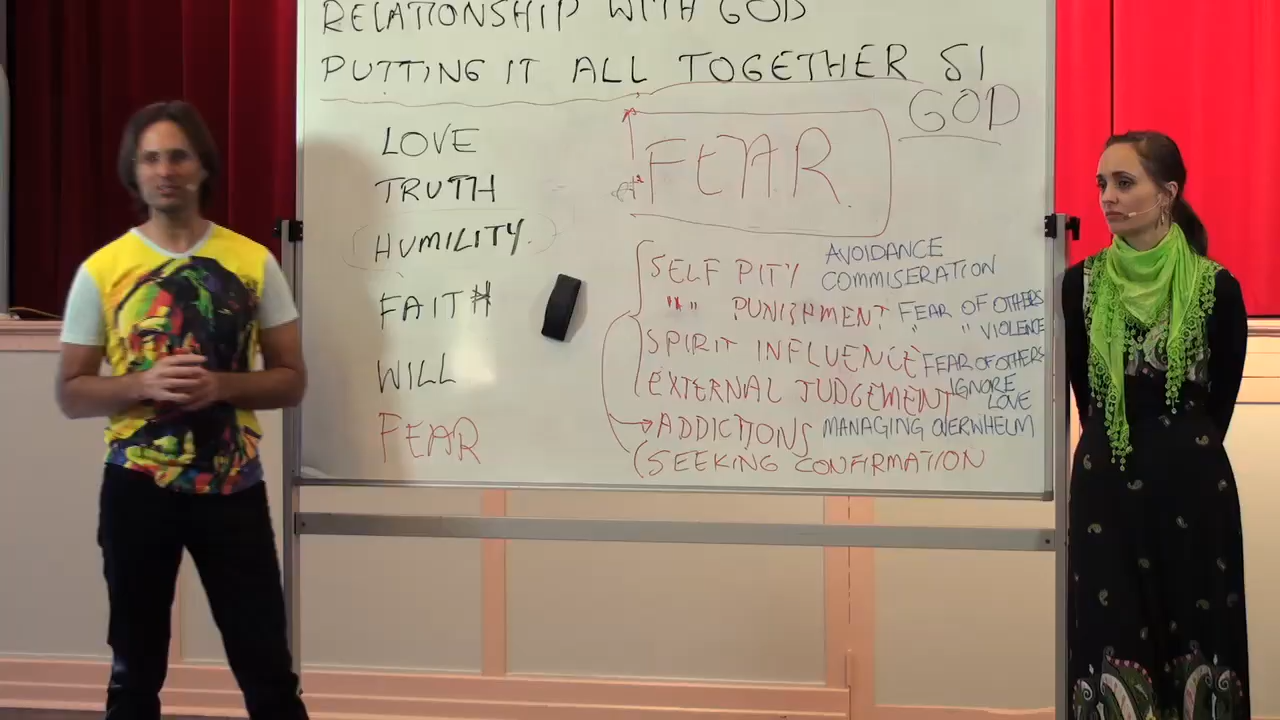 RELATIONSHIP WITH GOD
PUTTING IT ALL TOGETHER S1
GOD
LOVE
TRUTH
HUMILITY.
FAITH
WILL
FEAR
FEAR.
SELF PITY AVOIDANCE COMMISERATION
" " PUNISHMENT FEAR OF OTHERS
" " VIOLENCE
SPIRIT INFLUENCE FEAR OF OTHERS
EXTERNAL JUDGEMENT IGNORE LOVE
ADDICTIONS MANAGING OVERWHELM
SEEKING CONFIRMATION